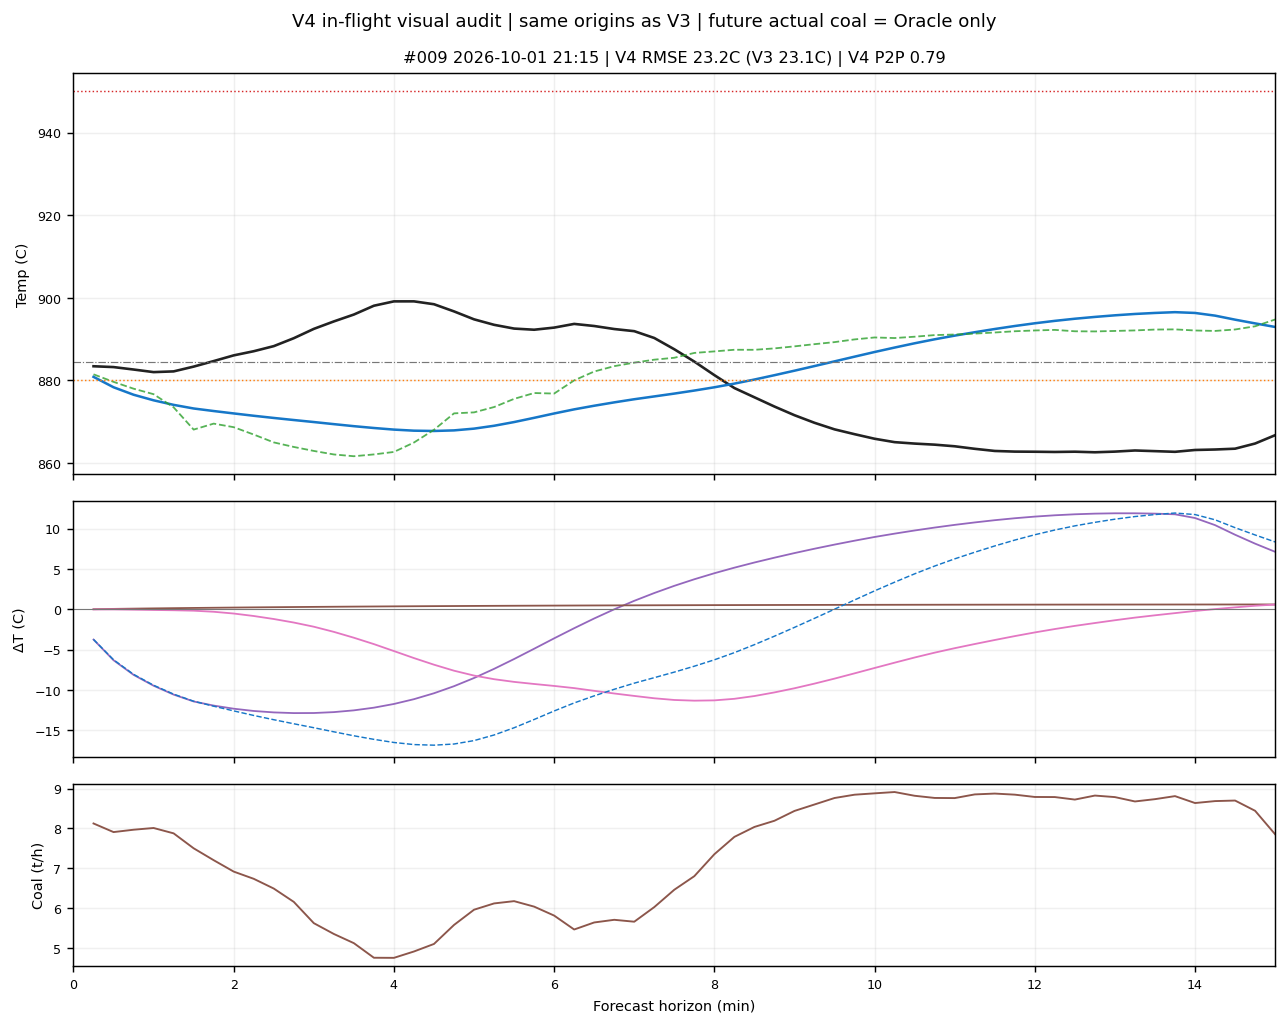 V4 in-flight visual audit | same origins as V3 | future actual coal = Oracle only
#009 2026-10-01 21:15 | V4 RMSE 23.2C (V3 23.1C) | V4 P2P 0.79
Temp (C)
940
920
900
880
860
ΔT (C)
10
5
0
−5
−10
−15
Coal (t/h)
9
8
7
6
5
0 2 4 6 8 10 12 14
Forecast horizon (min)